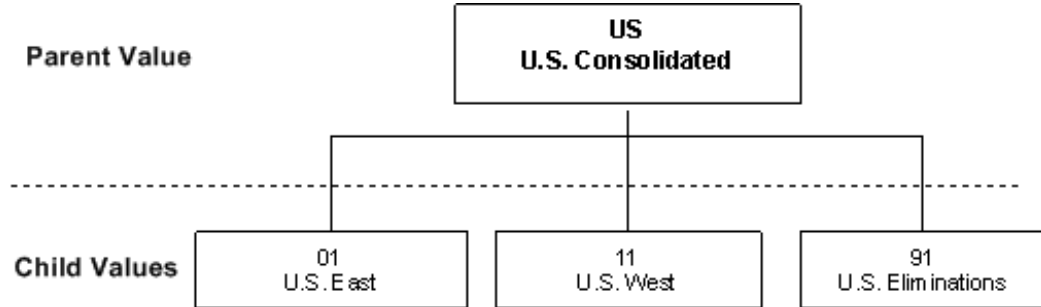 Parent Value
US
U.S. Consolidated
Child Values
01
U.S. East
11
U.S. West
91
U.S. Eliminations